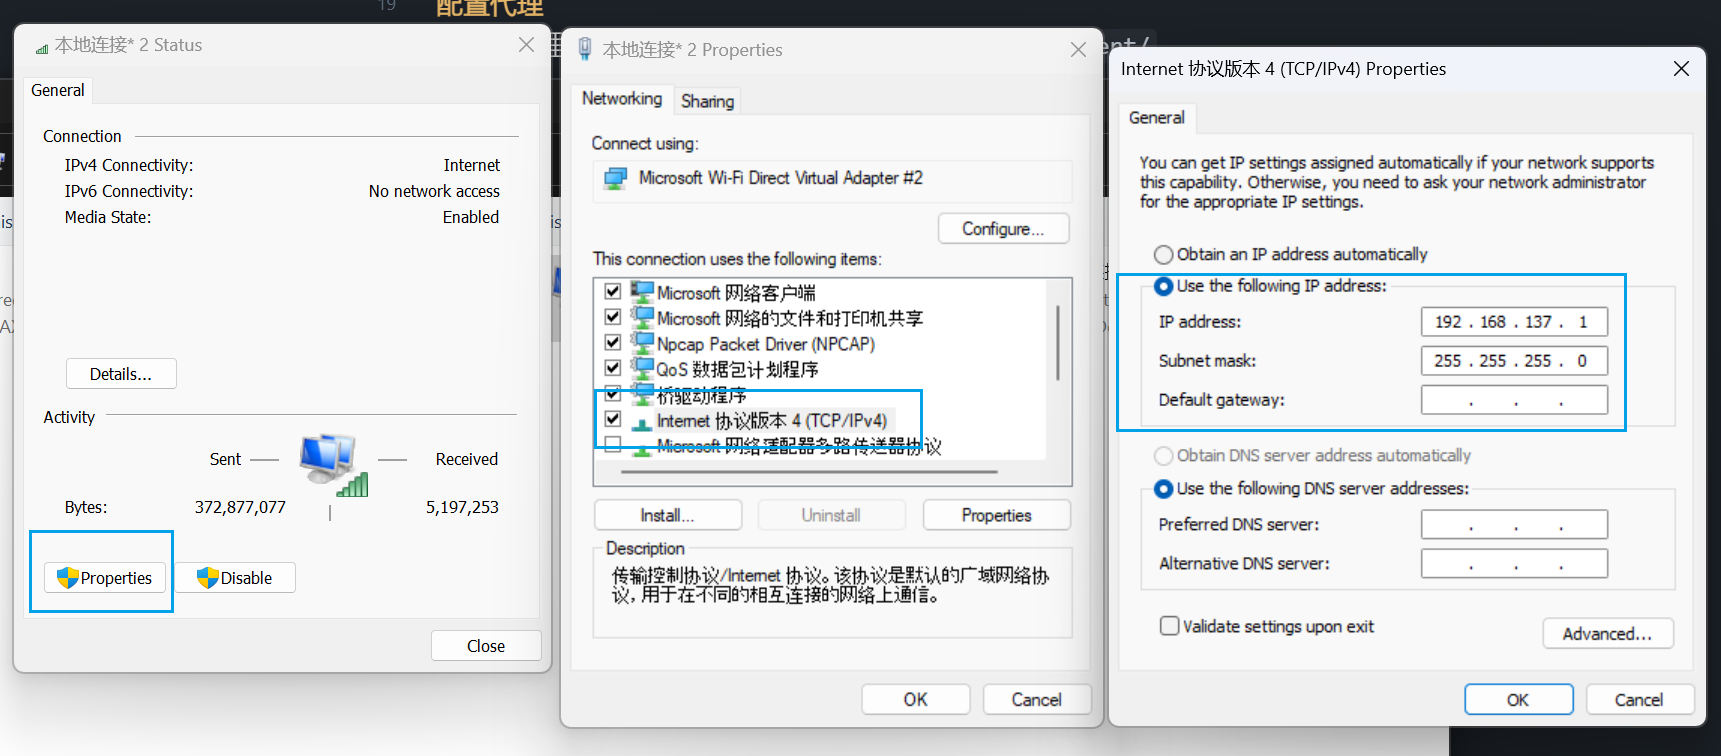 19
配置代理
ent/
本地连接* 2 Status
General
Connection
IPv4 Connectivity: Internet
IPv6 Connectivity: No network access
Media State: Enabled
Details...
Activity
Sent Received
Bytes: 372,877,077 5,197,253
Properties
Disable
Close
本地连接* 2 Properties
Networking
Sharing
Connect using:
Microsoft Wi-Fi Direct Virtual Adapter #2
Configure...
This connection uses the following items:
Microsoft 网络客户端
Microsoft 网络的文件和打印机共享
Npcap Packet Driver (NPCAP)
QoS 数据包计划程序
桥驱动程序
Internet 协议版本 4 (TCP/IPv4)
Microsoft 网络适配器多路传送器协议
Install...
Uninstall
Properties
Description
传输控制协议/Internet 协议。该协议是默认的广域网络协
议，用于在不同的相互连接的网络上通信。
OK
Cancel
Internet 协议版本 4 (TCP/IPv4) Properties
General
You can get IP settings assigned automatically if your network supports
this capability. Otherwise, you need to ask your network administrator
for the appropriate IP settings.
Obtain an IP address automatically
Use the following IP address:
IP address: 192 . 168 . 137 . 1
Subnet mask: 255 . 255 . 255 . 0
Default gateway: . . .
Obtain DNS server address automatically
Use the following DNS server addresses:
Preferred DNS server: . . .
Alternative DNS server: . . .
Validate settings upon exit
Advanced...
OK
Cancel